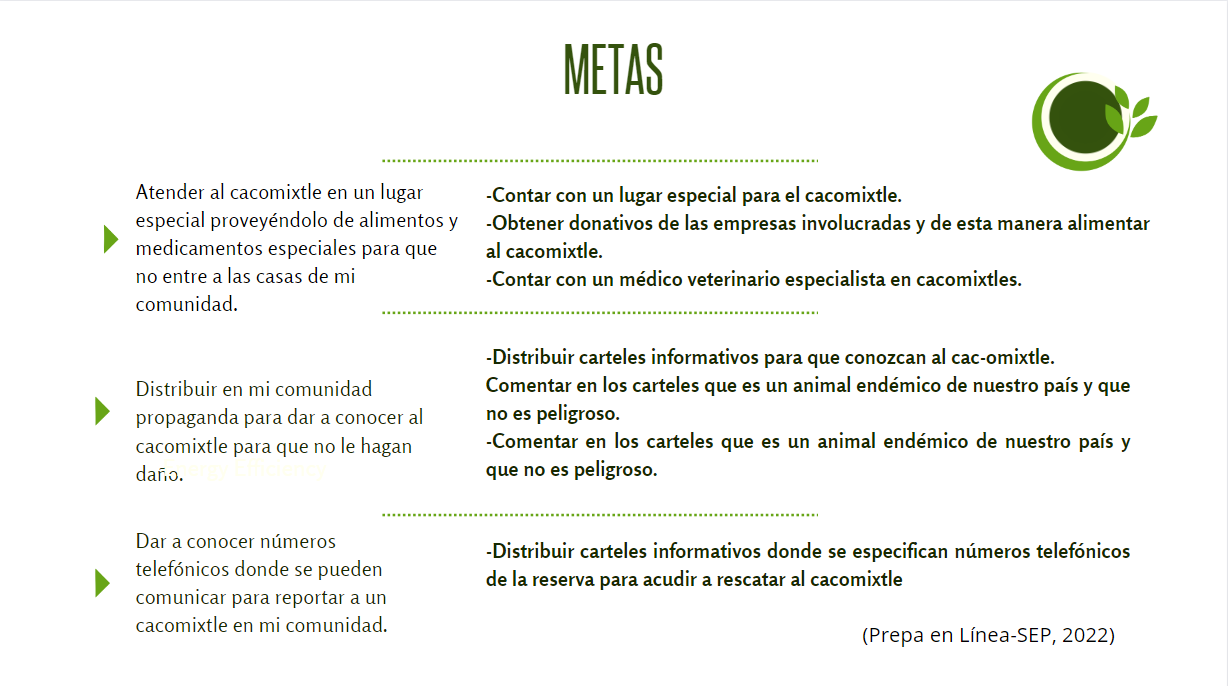 METAS
Atender al cacomixtle en un lugar
especial proveyéndolo de alimentos y
medicamentos especiales para que
no entre a las casas de mi
comunidad.
-Contar con un lugar especial para el cacomixtle.
-Obtener donativos de las empresas involucradas y de esta manera alimentar
al cacomixtle.
-Contar con un médico veterinario especialista en cacomixtles.
Distribuir en mi comunidad
propaganda para dar a conocer al
cacomixtle para que no le hagan
daño.
-Distribuir carteles informativos para que conozcan al cac-omixtle.
Comentar en los carteles que es un animal endémico de nuestro país y que
no es peligroso.
-Comentar en los carteles que es un animal endémico de nuestro país y
que no es peligroso.
Dar a conocer números
telefónicos donde se pueden
comunicar para reportar a un
cacomixtle en mi comunidad.
-Distribuir carteles informativos donde se especifican números telefónicos
de la reserva para acudir a rescatar al cacomixtle
(Prepa en Línea-SEP, 2022)